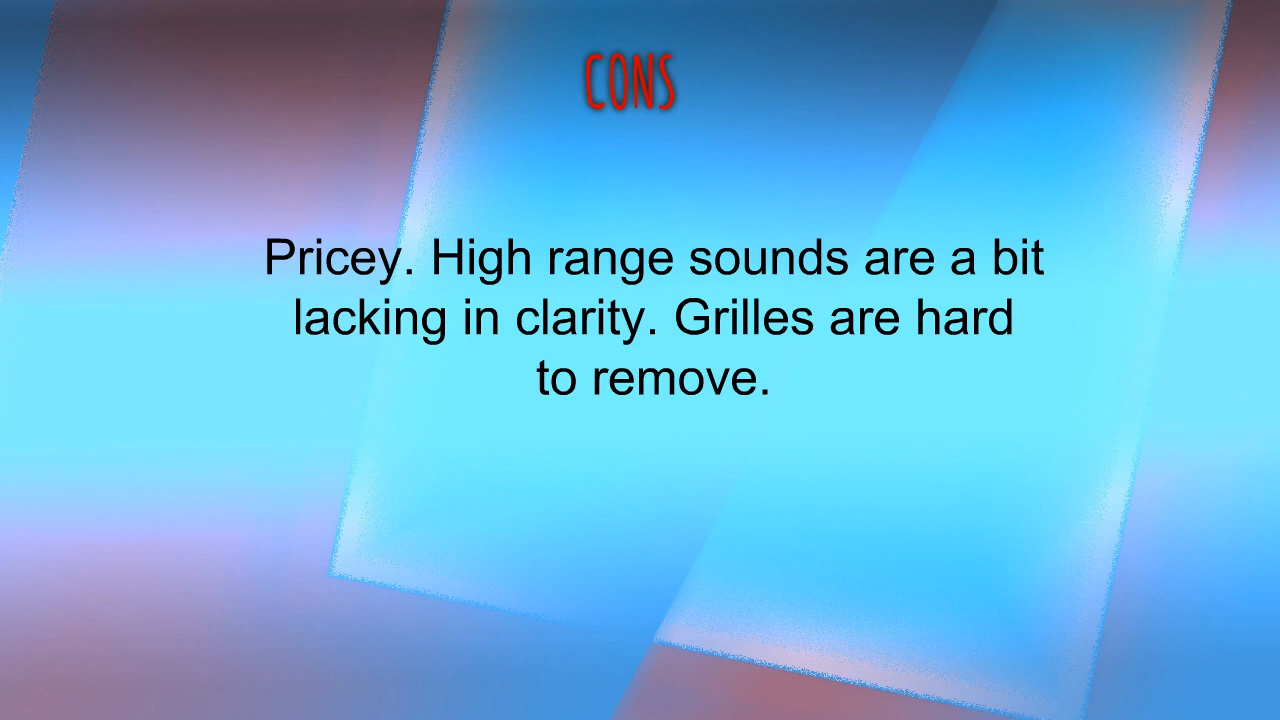 CONS
Pricey. High range sounds are a bit
lacking in clarity. Grilles are hard
to remove.